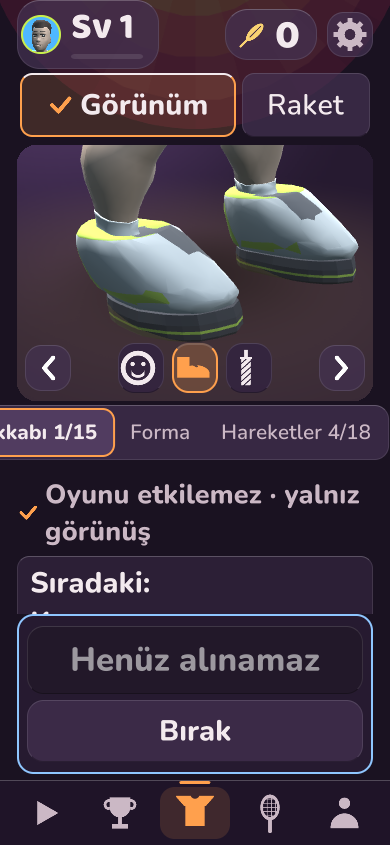 Sv 1
0
Görünüm
Raket
kkabı 1/15
Forma
Hareketler 4/18
Oyunu etkilemez · yalnız
görünüş
Sıradaki:
Henüz alınamaz
Bırak